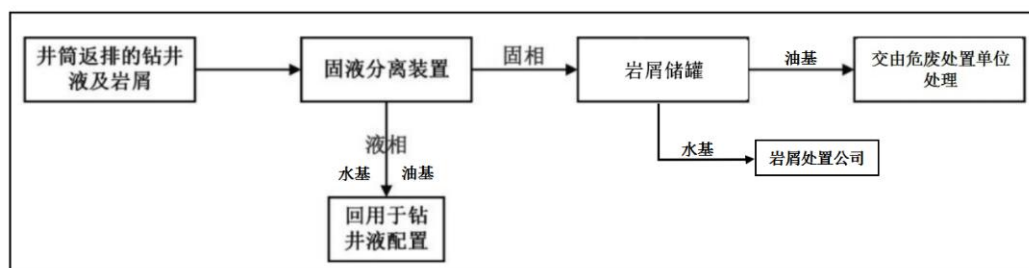 井筒返排的钻井
液及岩屑
固液分离装置
固相
岩屑储罐
油基
交由危废处置单位
处理
液相
水基
油基
水基
岩屑处置公司
回用于钻
井液配置